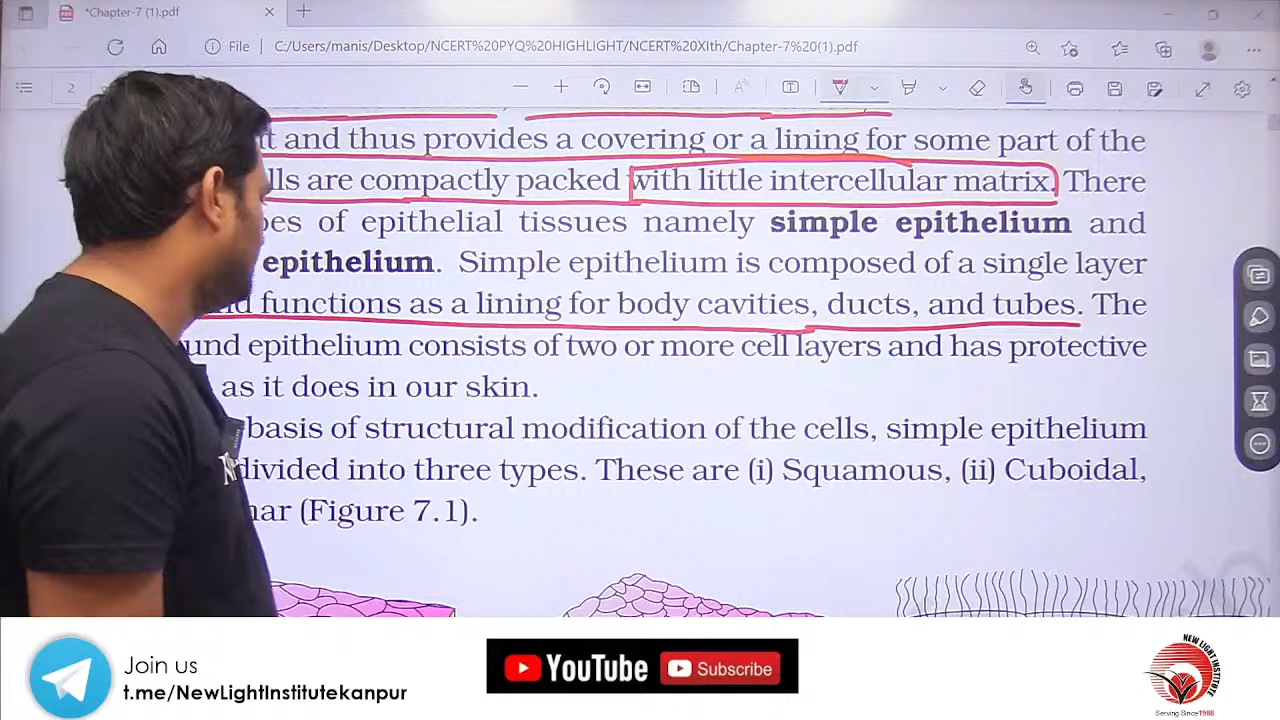 *Chapter-7 (1).pdf
File C:/Users/manis/Desktop/NCERT%20PYQ%20HIGHLIGHT/NCERT%20XIth/Chapter-7%20(1).pdf
2
t and thus provides a covering or a lining for some part of the
lls are compactly packed with little intercellular matrix. There
pes of epithelial tissues namely simple epithelium and
epithelium. Simple epithelium is composed of a single layer
and functions as a lining for body cavities, ducts, and tubes. The
und epithelium consists of two or more cell layers and has protective
as it does in our skin.
basis of structural modification of the cells, simple epithelium
divided into three types. These are (i) Squamous, (ii) Cuboidal,
nar (Figure 7.1).
Join us
t.me/NewLightInstitutekanpur
YouTube Subscribe
NEW LIGHT INSTITUTE
Serving Since1988